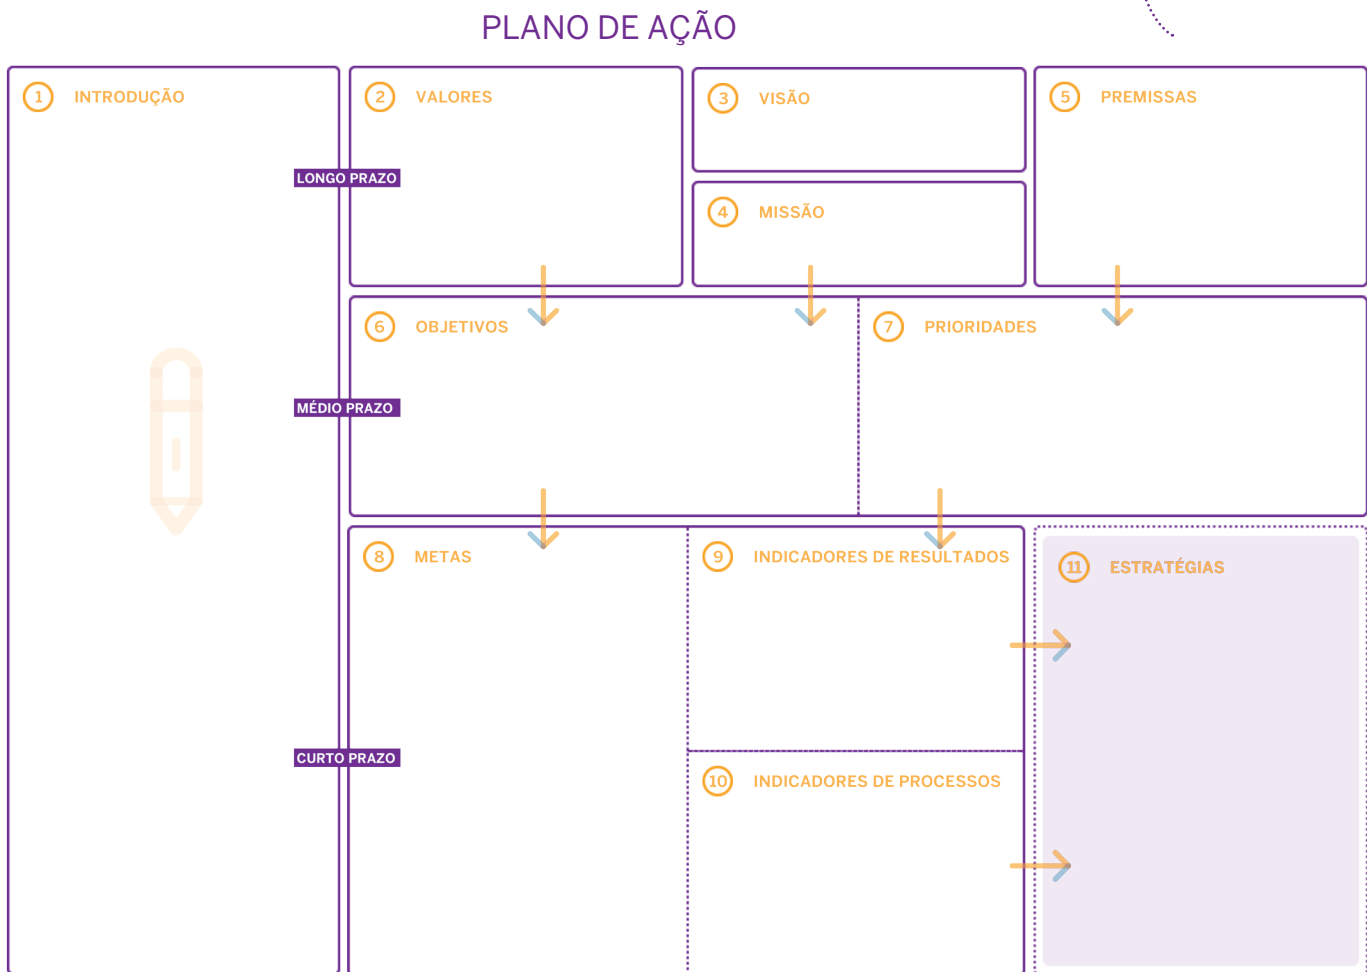 PLANO DE AÇÃO
1 INTRODUÇÃO
2 VALORES
3 VISÃO
5 PREMISSAS
LONGO PRAZO
4 MISSÃO
6 OBJETIVOS
7 PRIORIDADES
MÉDIO PRAZO
8 METAS
9 INDICADORES DE RESULTADOS
11 ESTRATÉGIAS
CURTO PRAZO
10 INDICADORES DE PROCESSOS